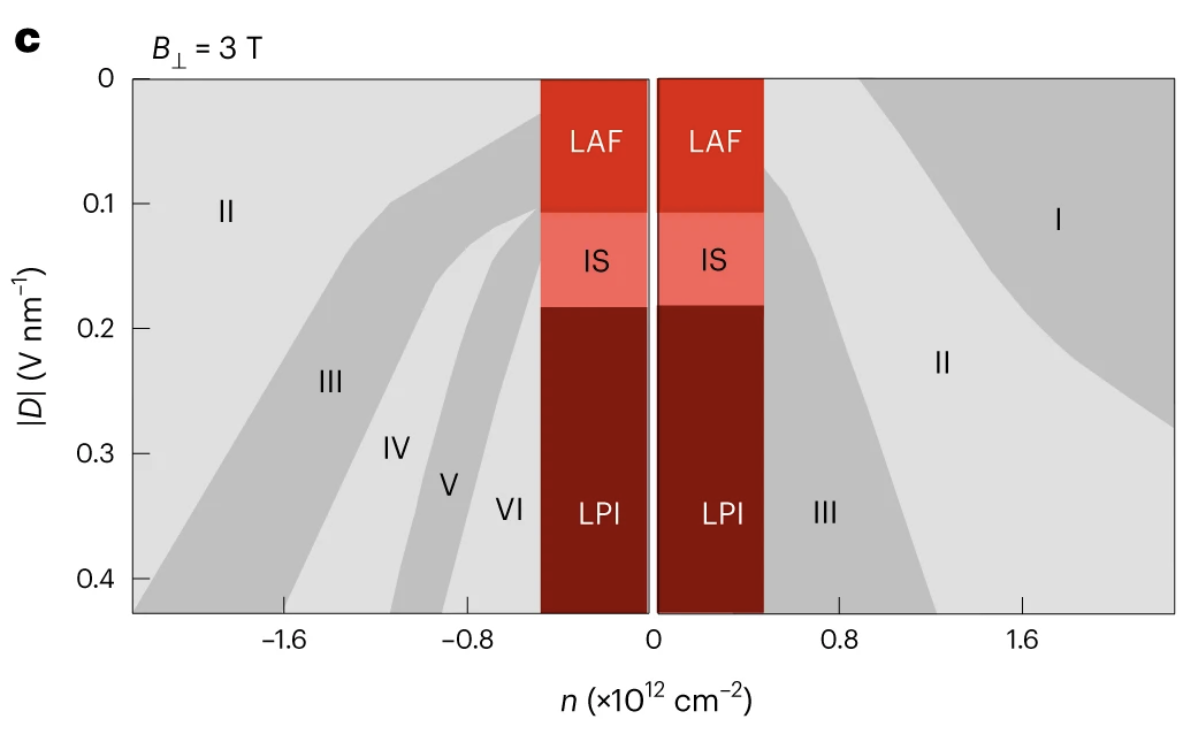 c
B⊥ = 3 T
0
LAF LAF
0.1
II I
IS IS
0.2
II
III
0.3
IV
V
VI LPI LPI III
0.4
−1.6 −0.8 0 0.8 1.6
|D| (V nm⁻¹)
n (×10¹² cm⁻²)